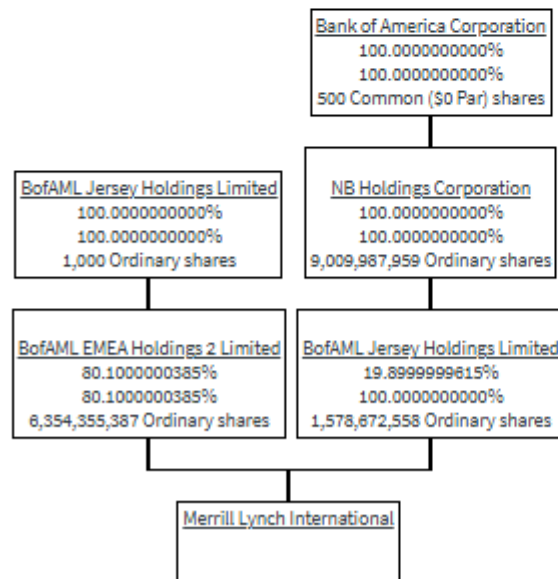 Bank of America Corporation
100.0000000000%
100.0000000000%
500 Common ($0 Par) shares
BofAML Jersey Holdings Limited
100.0000000000%
100.0000000000%
1,000 Ordinary shares
NB Holdings Corporation
100.0000000000%
100.0000000000%
9,009,987,959 Ordinary shares
BofAML EMEA Holdings 2 Limited
80.1000000385%
80.1000000385%
6,354,355,387 Ordinary shares
BofAML Jersey Holdings Limited
19.8999999615%
100.0000000000%
1,578,672,558 Ordinary shares
Merrill Lynch International